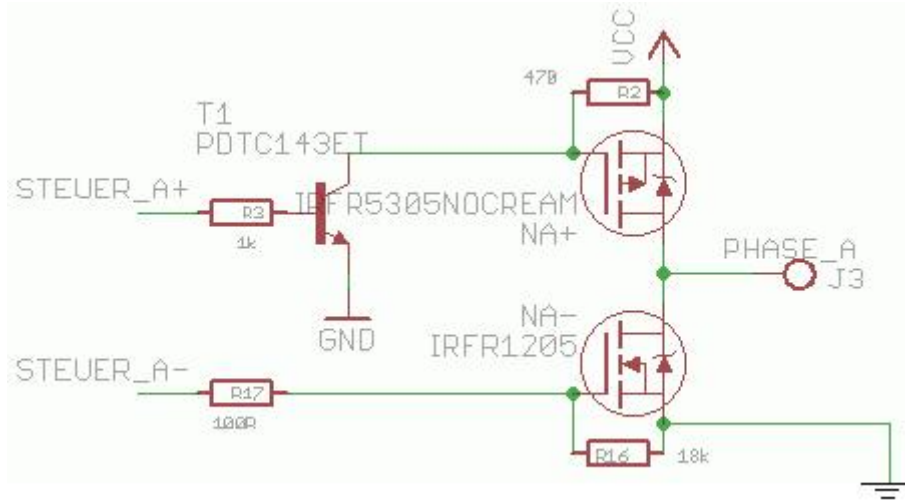 VCC
470
R2
T1
PDTC143ET
STEUER_A+
R3
1k
IRFR5305NOCREAM
NA+
PHASE_A
J3
GND
NA-
IRFR1205
STEUER_A-
R17
100R
R16
18k